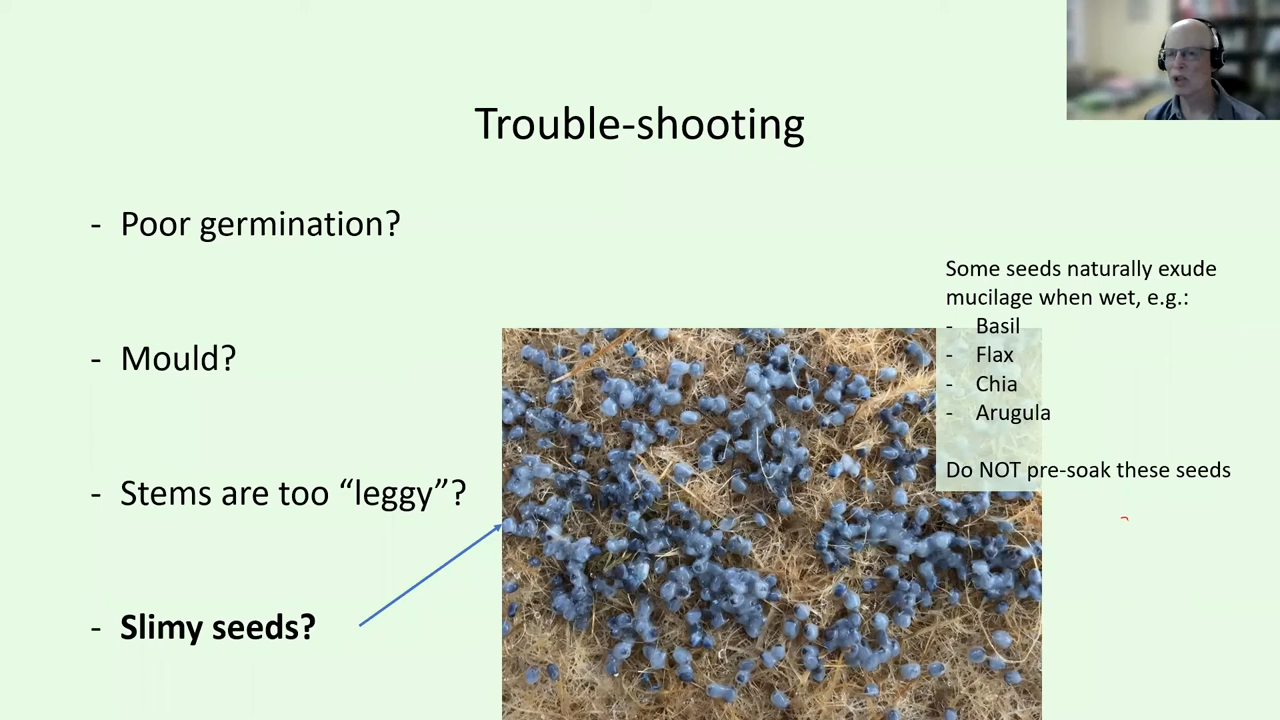 Trouble-shooting
- Poor germination?
- Mould?
- Stems are too “leggy”?
- Slimy seeds?
Some seeds naturally exude
mucilage when wet, e.g.:
- Basil
- Flax
- Chia
- Arugula
Do NOT pre-soak these seeds